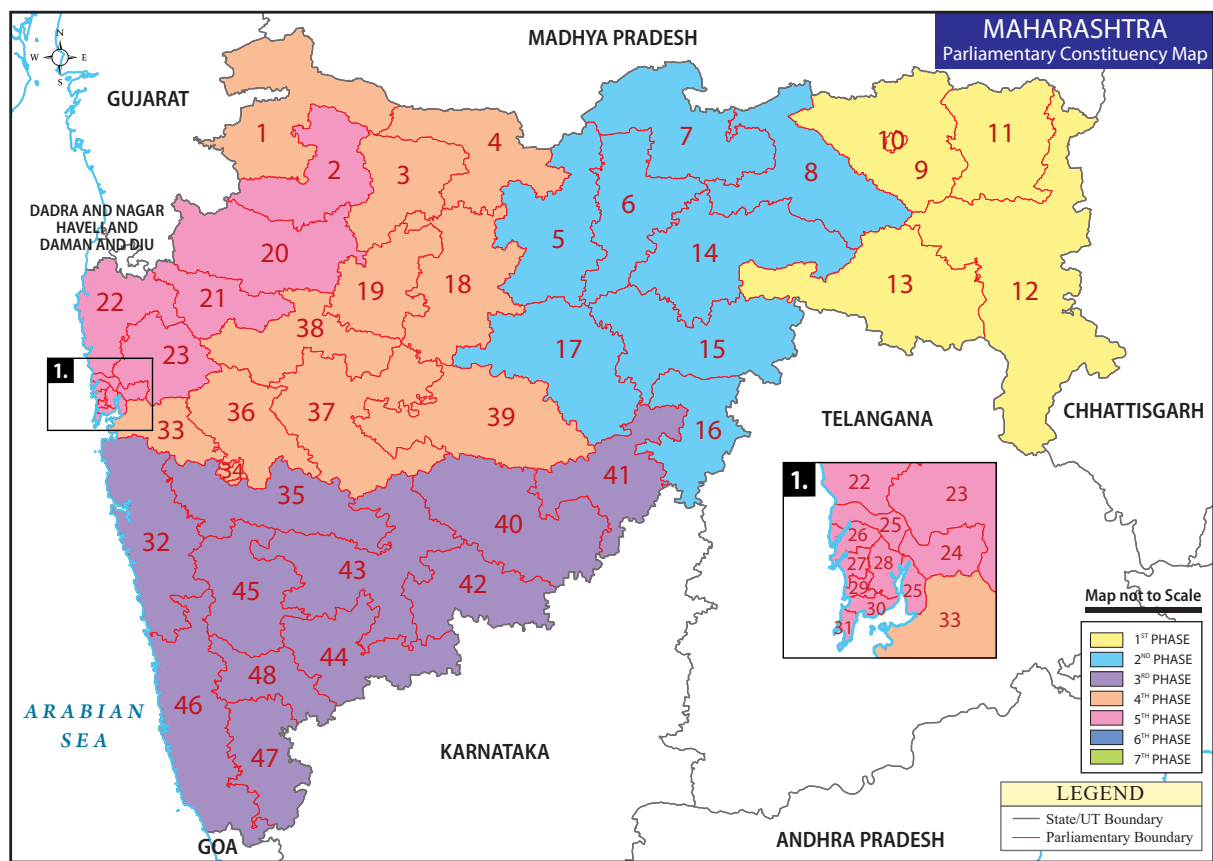 MAHARASHTRA
Parliamentary Constituency Map
N
W E
S
MADHYA PRADESH
GUJARAT
DADRA AND NAGAR
HAVELI AND
DAMAN AND DIU
TELANGANA
CHHATTISGARH
ARABIAN
SEA
KARNATAKA
GOA
ANDHRA PRADESH
1
2
3
4
5
6
7
8
10
9
11
12
13
14
15
16
17
18
19
20
21
22
23
1.
38
36
37
39
33
34
35
41
40
32
43
42
45
44
48
46
47
1.
22
23
25
26
24
27
28
29
25
30
31
33
Map not to Scale
1ST PHASE
2ND PHASE
3RD PHASE
4TH PHASE
5TH PHASE
6TH PHASE
7TH PHASE
LEGEND
State/UT Boundary
Parliamentary Boundary